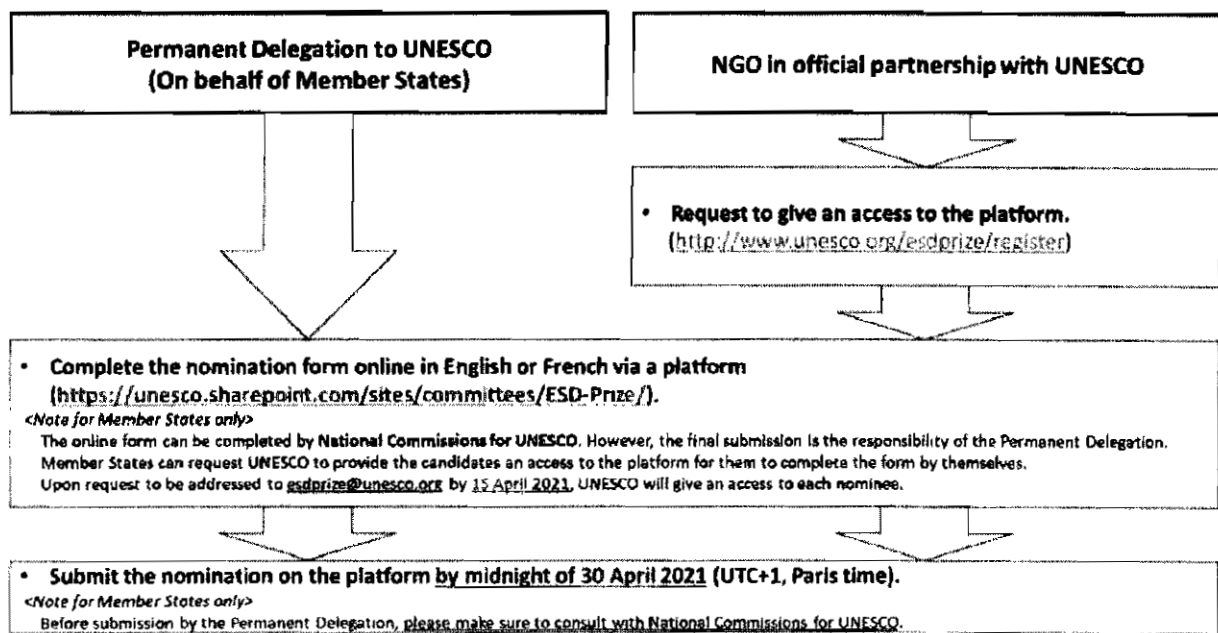 Permanent Delegation to UNESCO
(On behalf of Member States)
NGO in official partnership with UNESCO
• Request to give an access to the platform.
(http://www.unesco.org/esdprize/register)
• Complete the nomination form online in English or French via a platform
(https://unesco.sharepoint.com/sites/committees/ESD-Prize/).
<Note for Member States only>
The online form can be completed by National Commissions for UNESCO. However, the final submission is the responsibility of the Permanent Delegation.
Member States can request UNESCO to provide the candidates an access to the platform for them to complete the form by themselves.
Upon request to be addressed to esdprize@unesco.org by 15 April 2021, UNESCO will give an access to each nominee.
• Submit the nomination on the platform by midnight of 30 April 2021 (UTC+1, Paris time).
<Note for Member States only>
Before submission by the Permanent Delegation, please make sure to consult with National Commissions for UNESCO.